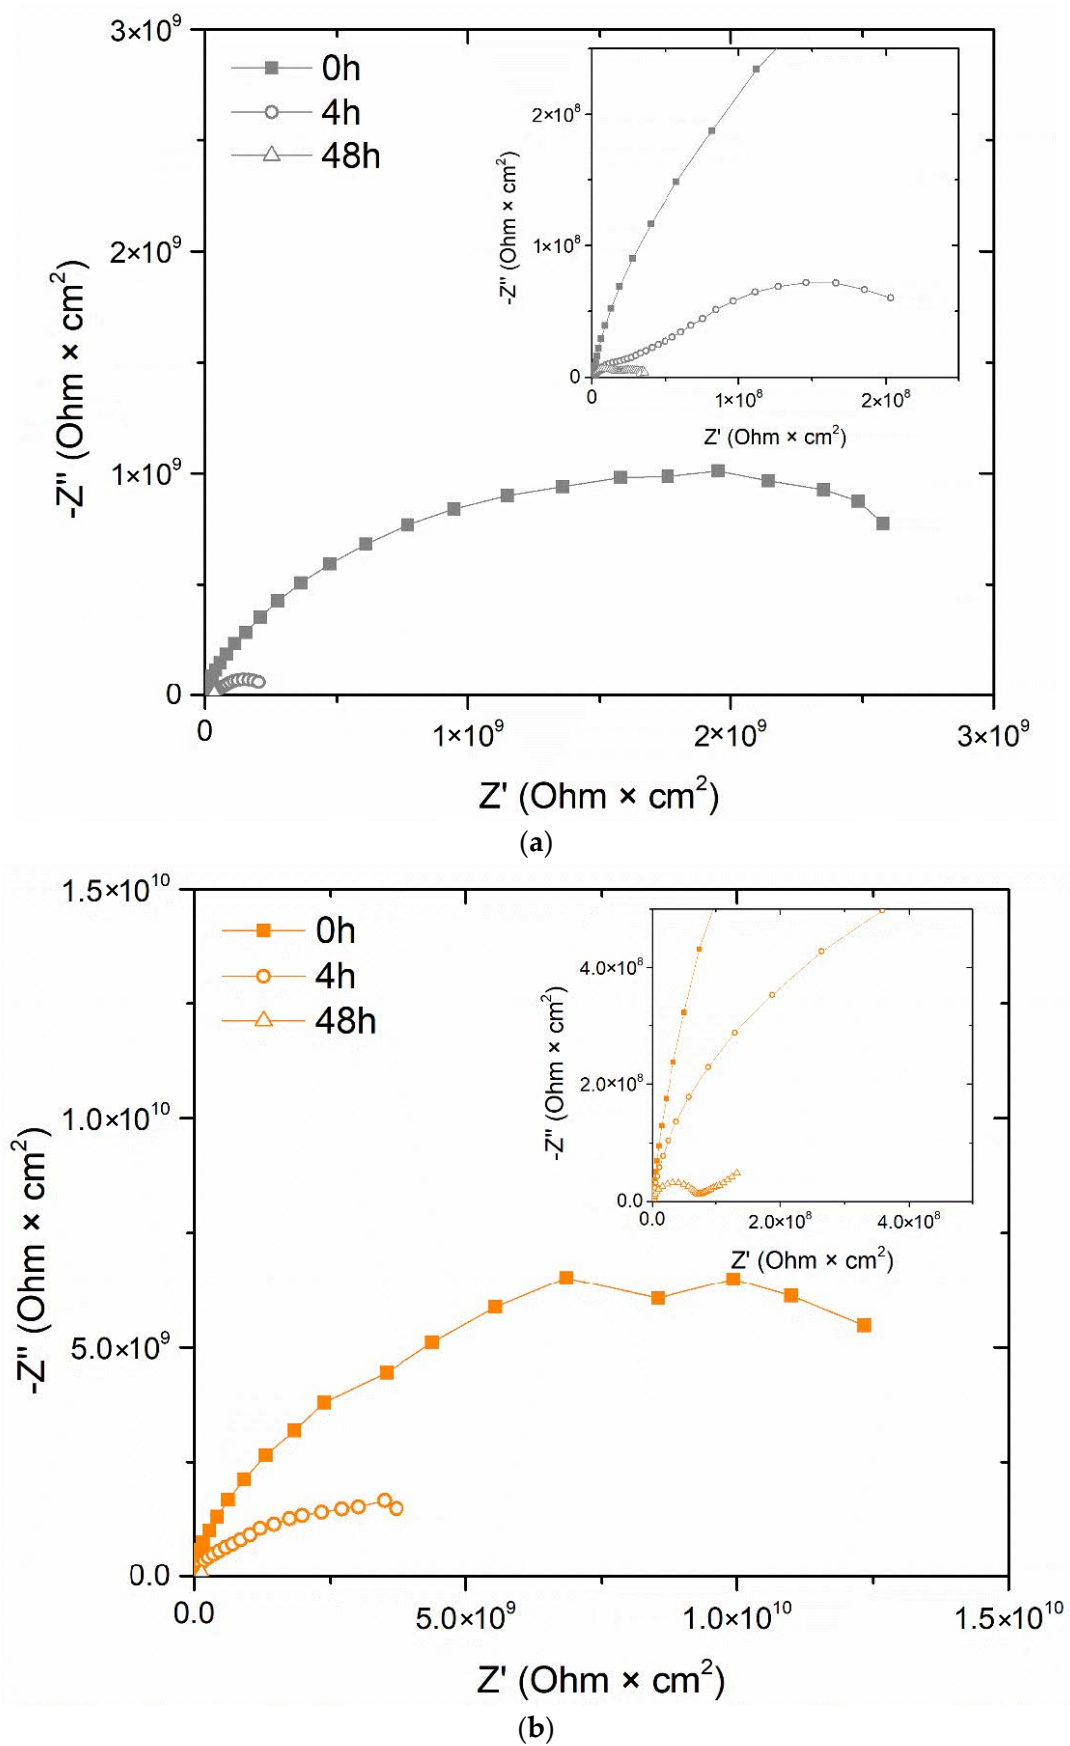 3×10⁹
0h
4h
48h
2×10⁸
-Z'' (Ohm × cm²)
1×10⁸
0
0
1×10⁸
2×10⁸
Z' (Ohm × cm²)
2×10⁹
-Z'' (Ohm × cm²)
1×10⁹
0
0
1×10⁹
2×10⁹
3×10⁹
Z' (Ohm × cm²)
(a)
1.5×10¹⁰
0h
4h
48h
4.0×10⁸
-Z'' (Ohm × cm²)
2.0×10⁸
0.0
0.0
2.0×10⁸
4.0×10⁸
Z' (Ohm × cm²)
1.0×10¹⁰
-Z'' (Ohm × cm²)
5.0×10⁹
0.0
0.0
5.0×10⁹
1.0×10¹⁰
1.5×10¹⁰
Z' (Ohm × cm²)
(b)